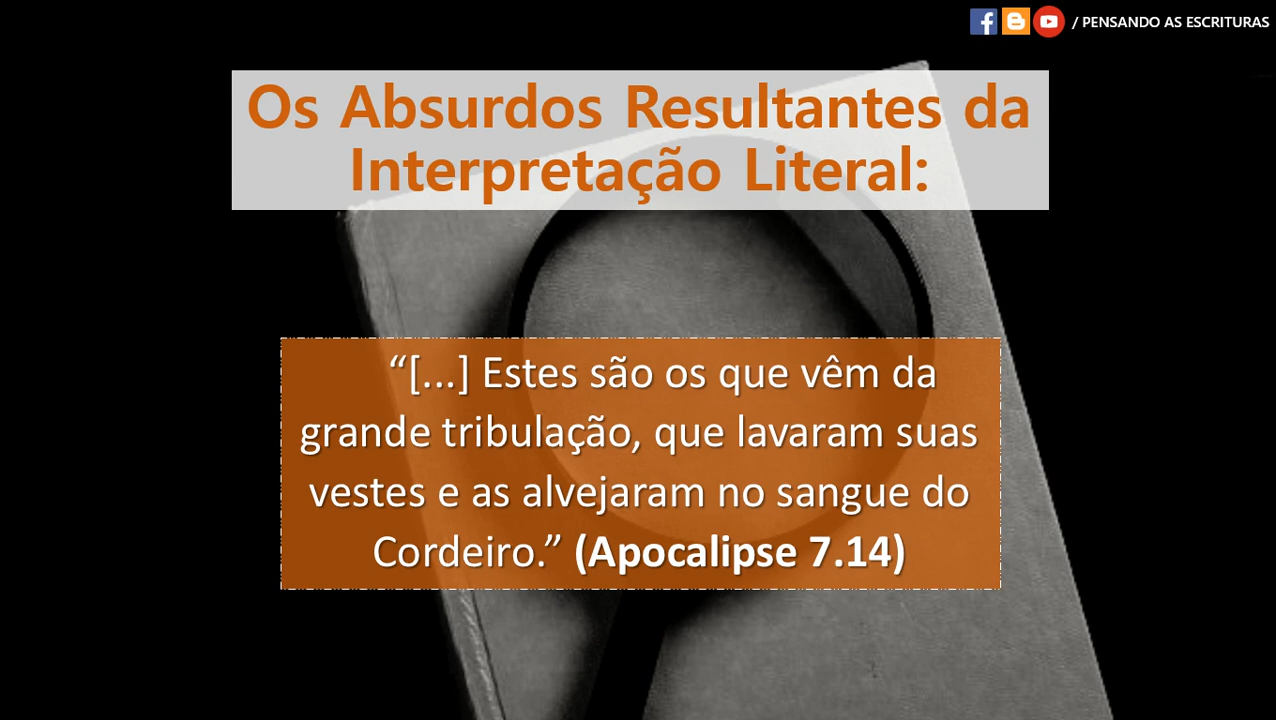 / PENSANDO AS ESCRITURAS
Os Absurdos Resultantes da
Interpretação Literal:
“[...] Estes são os que vêm da
grande tribulação, que lavaram suas
vestes e as alvejaram no sangue do
Cordeiro.” (Apocalipse 7.14)